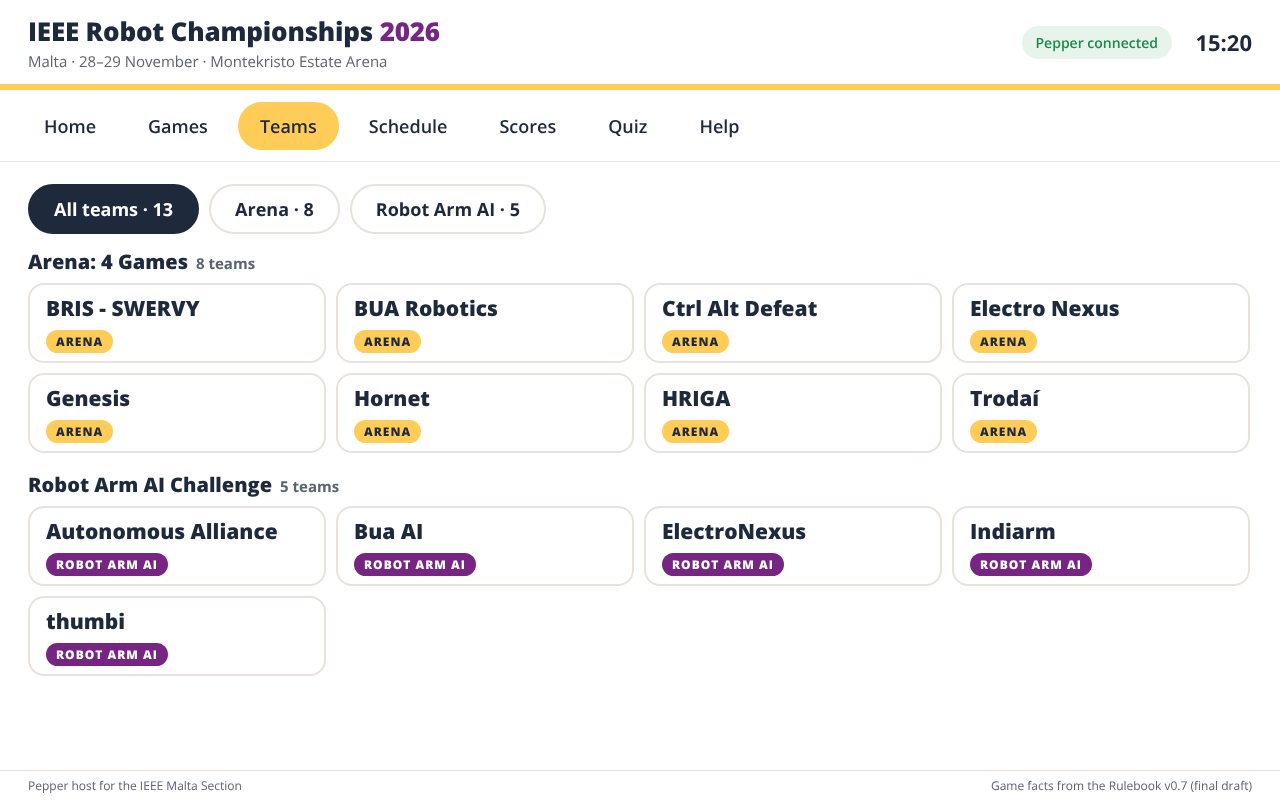 IEEE Robot Championships 2026
Malta · 28–29 November · Montekristo Estate Arena
Pepper connected
15:20
Home
Games
Teams
Schedule
Scores
Quiz
Help
All teams · 13
Arena · 8
Robot Arm AI · 5
Arena: 4 Games 8 teams
BRIS - SWERVY
ARENA
BUA Robotics
ARENA
Ctrl Alt Defeat
ARENA
Electro Nexus
ARENA
Genesis
ARENA
Hornet
ARENA
HRIGA
ARENA
Trodaí
ARENA
Robot Arm AI Challenge 5 teams
Autonomous Alliance
ROBOT ARM AI
Bua AI
ROBOT ARM AI
ElectroNexus
ROBOT ARM AI
Indiarm
ROBOT ARM AI
thumbi
ROBOT ARM AI
Pepper host for the IEEE Malta Section
Game facts from the Rulebook v0.7 (final draft)